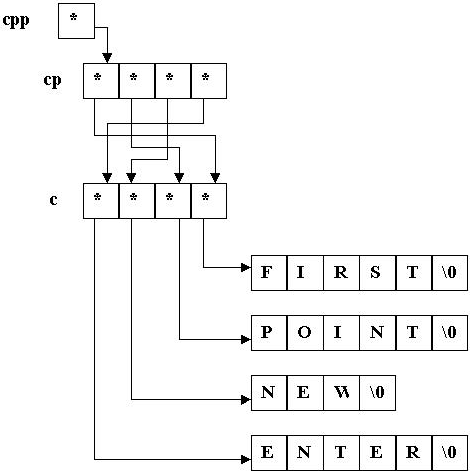 cpp *
cp * * * *
c * * * *
F I R S T \0
P O I N T \0
N E W \0
E N T E R \0